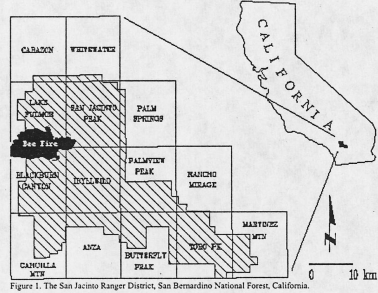 CABAZON WHITEWATER
CALIFORNIA
LAKE FULMOR
SAN JACINTO PEAK
PALM SPRINGS
Bee Fire
BLACKBURN CANYON
IDYLLWILD
PALMVIEW PEAK
RANCHO MIRAGE
CAHUILLA MTN
ANZA
BUTTERFLY PEAK
TORO PK
MARTINEZ MTN
N
0 10 km
Figure 1. The San Jacinto Ranger District, San Bernardino National Forest, California.